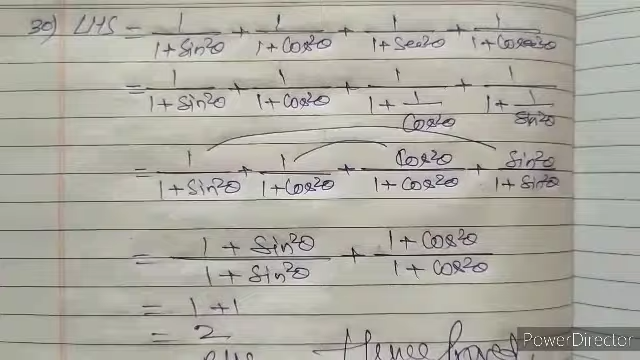 30) LHS = 1/(1+Sin²θ) + 1/(1+Cos²θ) + 1/(1+Sec²θ) + 1/(1+Cosec²θ)
= 1/(1+Sin²θ) + 1/(1+Cos²θ) + 1/(1+1/Cos²θ) + 1/(1+1/Sin²θ)
= 1/(1+Sin²θ) + 1/(1+Cos²θ) + Cos²θ/(1+Cos²θ) + Sin²θ/(1+Sin²θ)
= (1+Sin²θ)/(1+Sin²θ) + (1+Cos²θ)/(1+Cos²θ)
= 1+1
= 2
Hence
PowerDirector